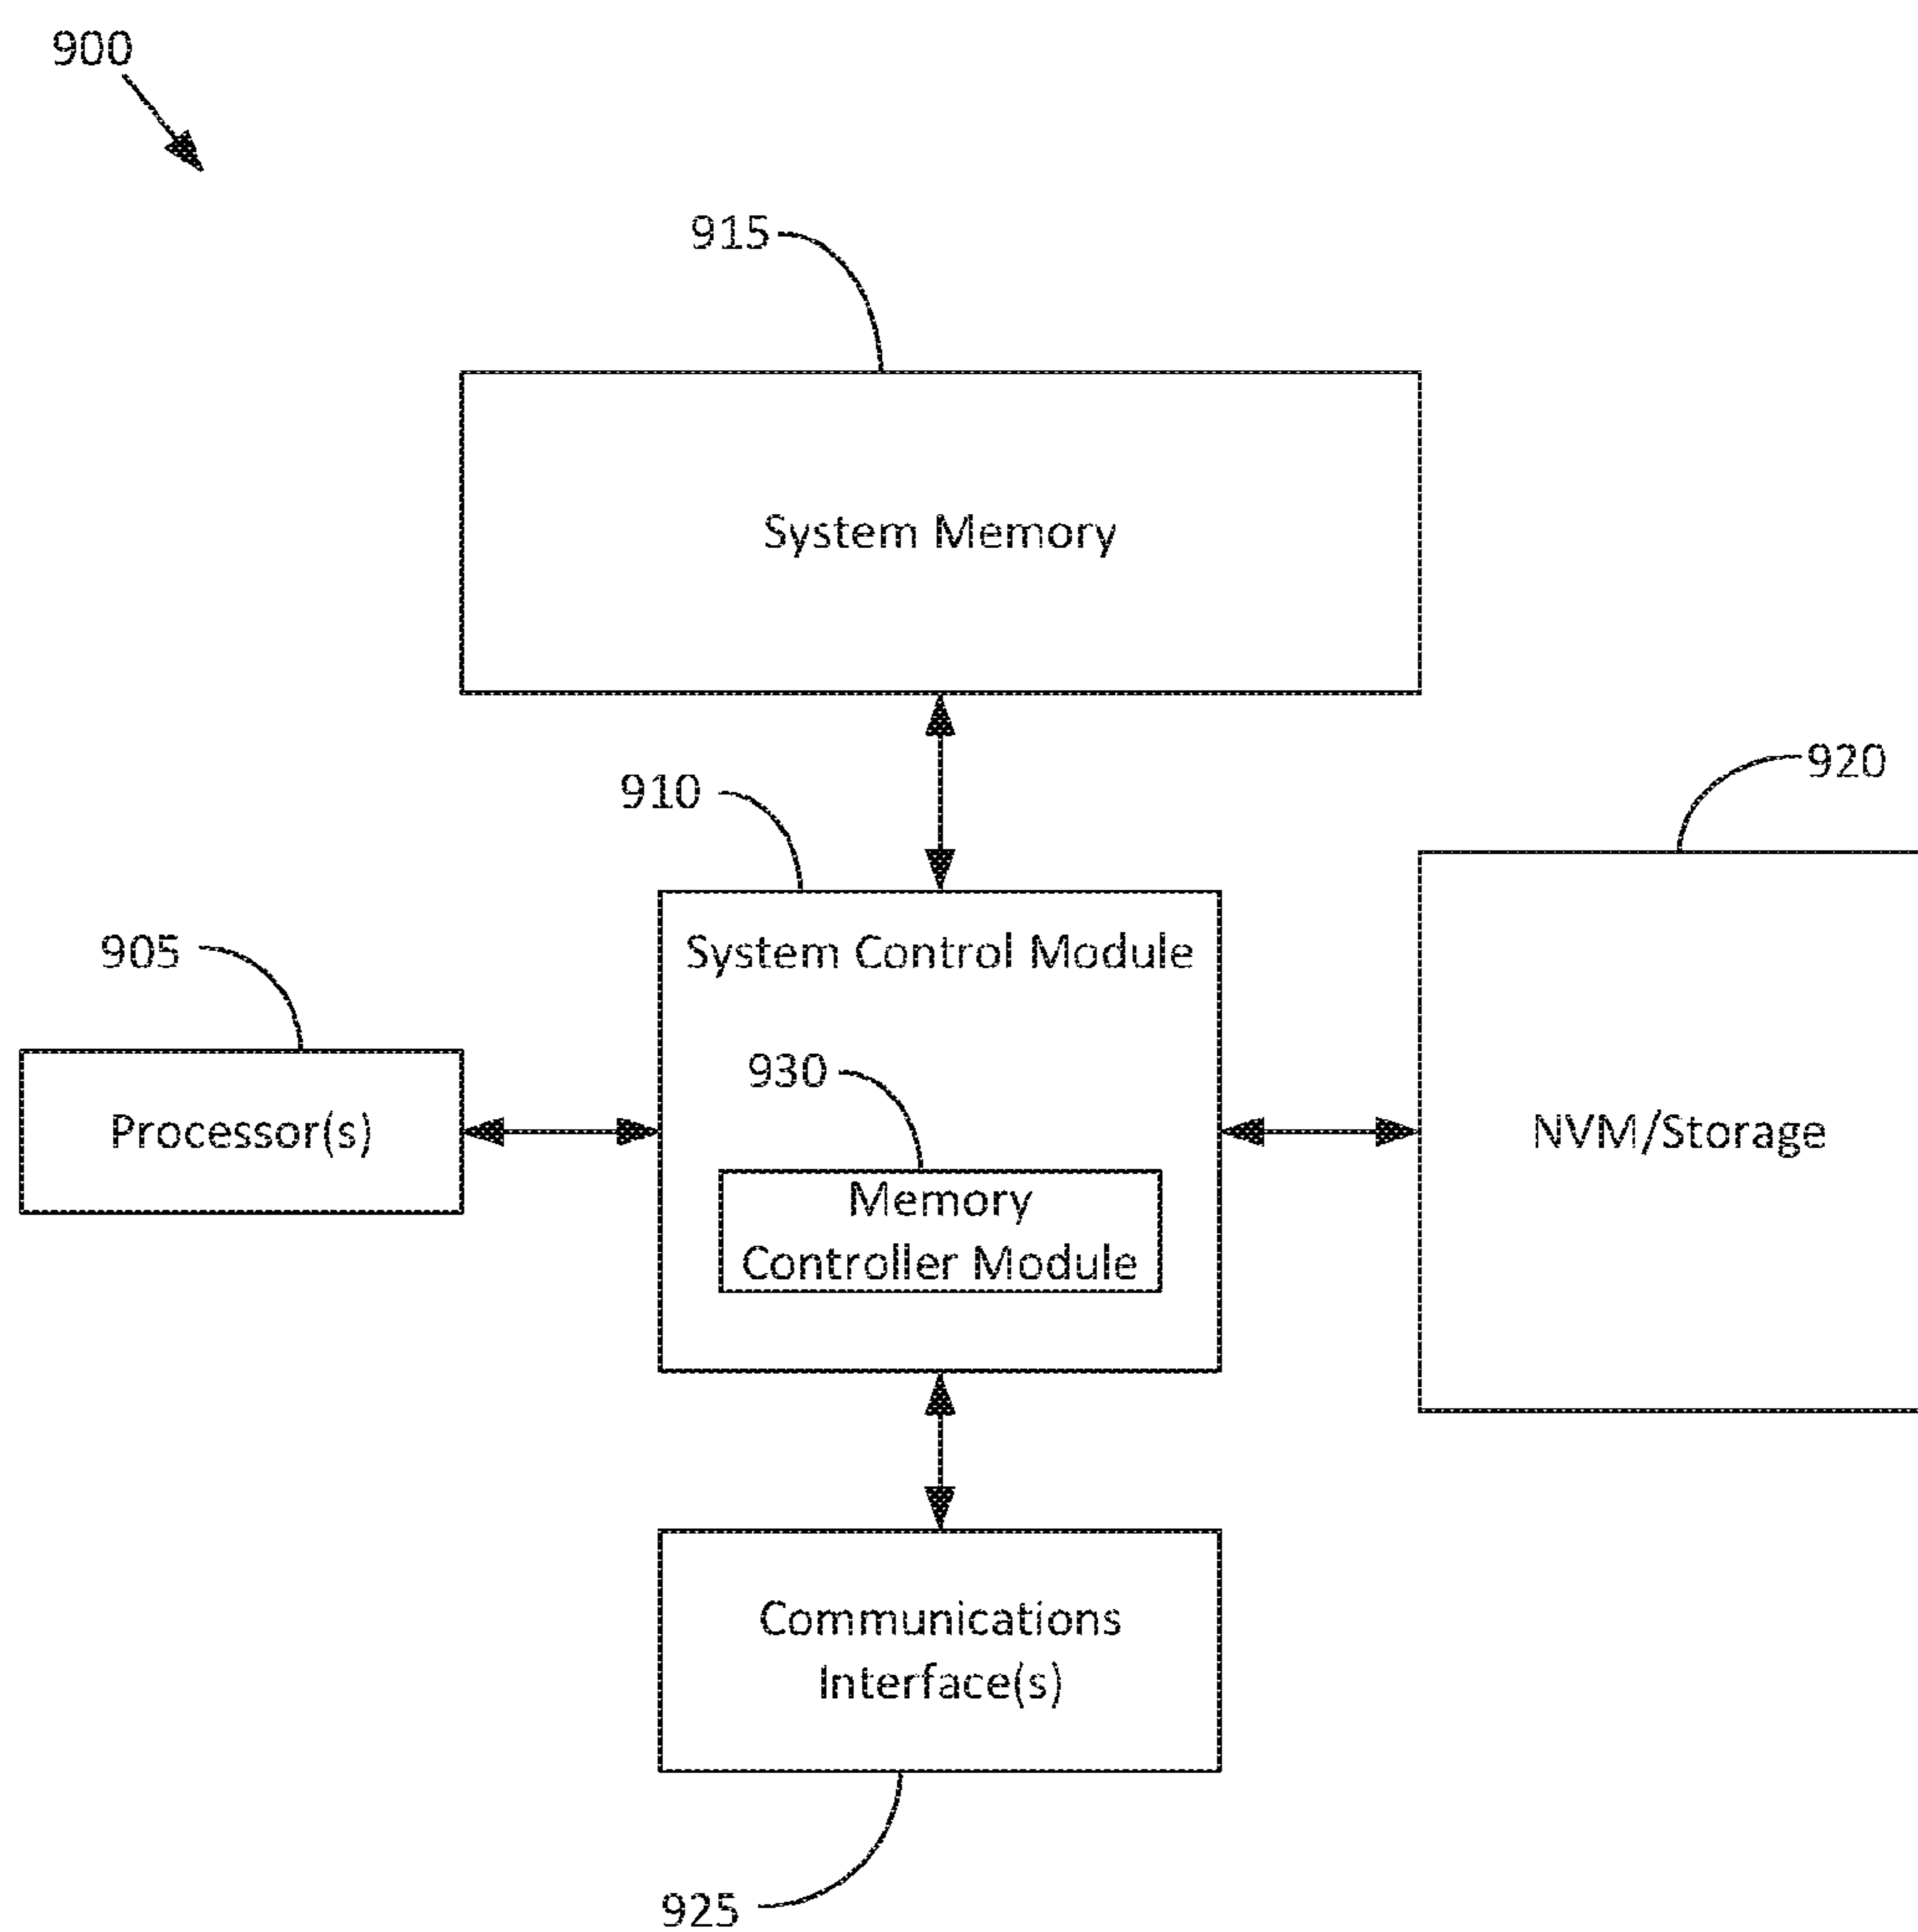 900
915
System Memory
920
910
System Control Module
905
930
Processor(s)
NVM/Storage
Memory
Controller Module
Communications
Interface(s)
925